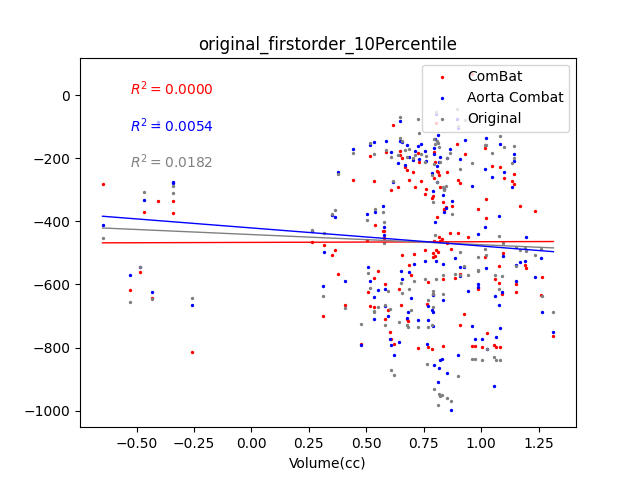 original_firstorder_10Percentile
R² = 0.0000
R² = 0.0054
R² = 0.0182
ComBat
Aorta Combat
Original
0
−200
−400
−600
−800
−1000
−0.50 −0.25 0.00 0.25 0.50 0.75 1.00 1.25
Volume(cc)